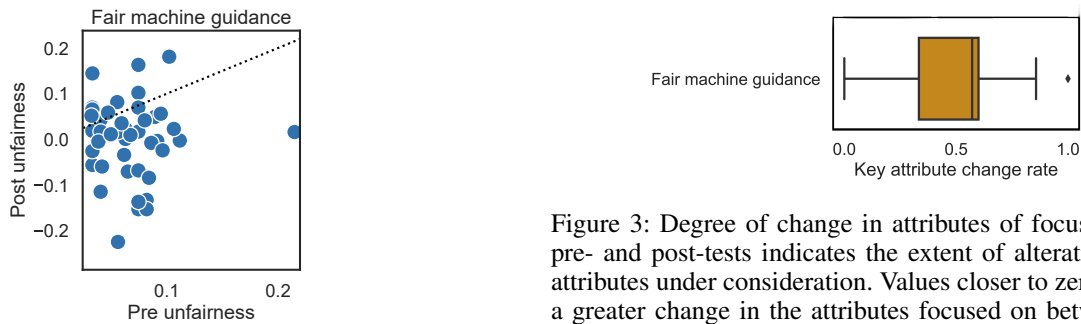 Fair machine guidance
0.2
0.1
0.0
−0.1
−0.2
Post unfairness
0.1 0.2
Pre unfairness
Fair machine guidance
0.0 0.5 1.0
Key attribute change rate
Figure 3: Degree of change in attributes of focus
pre- and post-tests indicates the extent of
attributes under consideration. Values closer to
a greater change in the attributes focused on